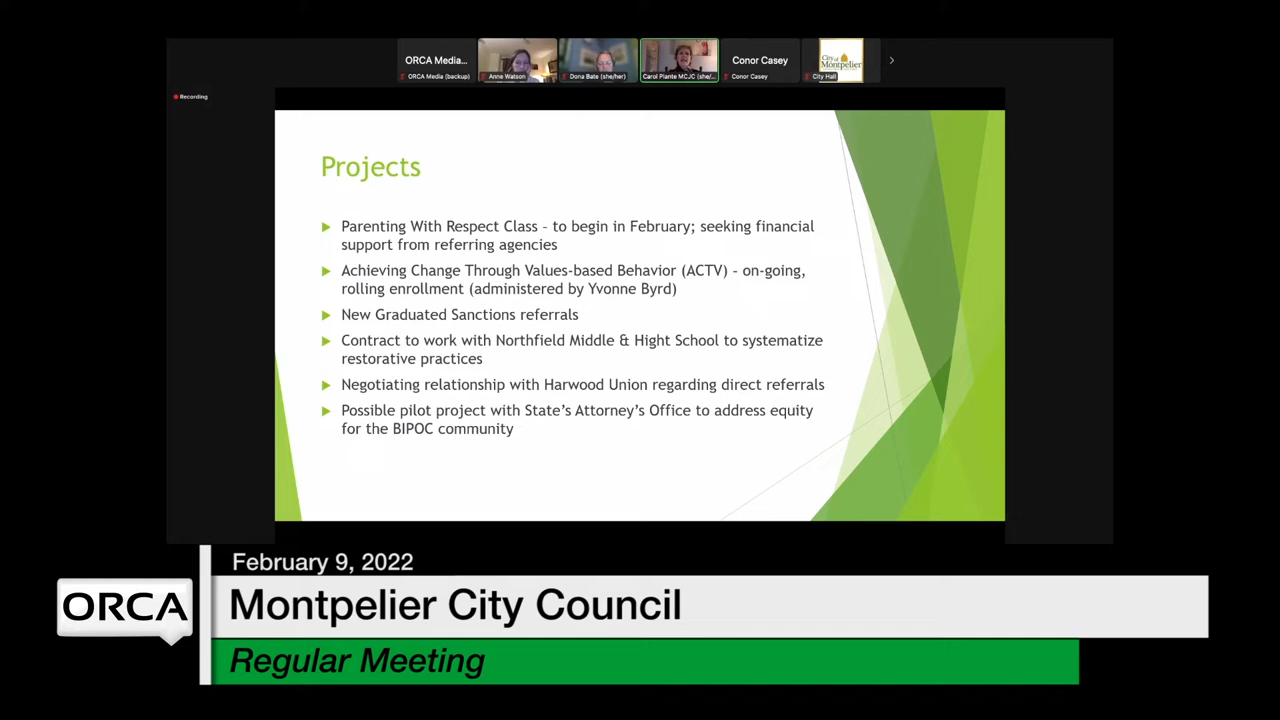 ORCA Media...
Conor Casey
City of
Montpelier
ORCA Media (backup)
Anne Watson
Dona Bate (she/her)
Carol Plante MCJC (she/...
Conor Casey
City Hall
Recording
Projects
Parenting With Respect Class – to begin in February; seeking financial
support from referring agencies
Achieving Change Through Values-based Behavior (ACTV) – on-going,
rolling enrollment (administered by Yvonne Byrd)
New Graduated Sanctions referrals
Contract to work with Northfield Middle & Hight School to systematize
restorative practices
Negotiating relationship with Harwood Union regarding direct referrals
Possible pilot project with State's Attorney's Office to address equity
for the BIPOC community
February 9, 2022
ORCA
Montpelier City Council
Regular Meeting